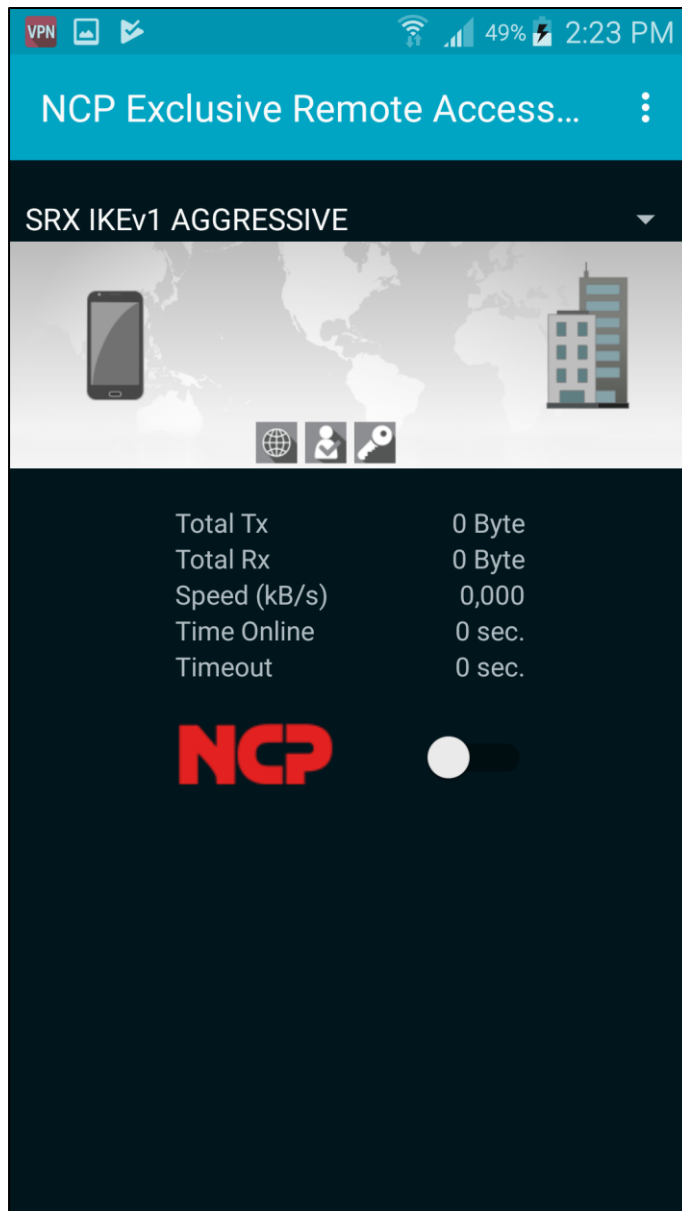 VPN 49% 2:23 PM
NCP Exclusive Remote Access...
SRX IKEv1 AGGRESSIVE
Total Tx 0 Byte
Total Rx 0 Byte
Speed (kB/s) 0,000
Time Online 0 sec.
Timeout 0 sec.
NCP